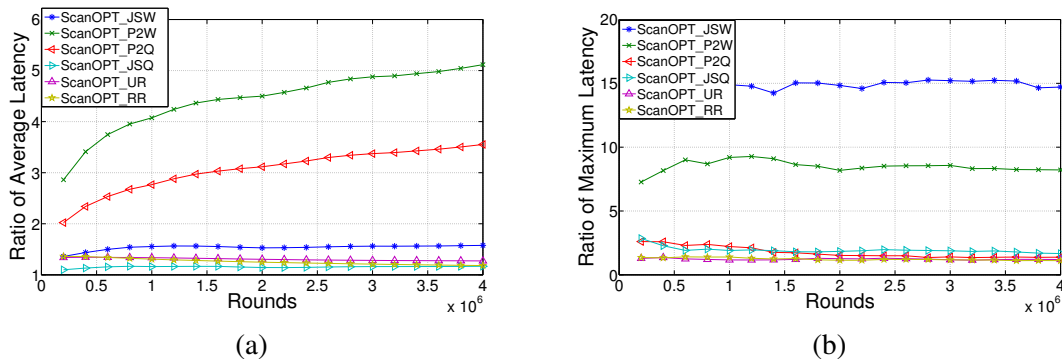 6
5
4
3
2
1
Ratio of Average Latency
ScanOPT_JSW
ScanOPT_P2W
ScanOPT_P2Q
ScanOPT_JSQ
ScanOPT_UR
ScanOPT_RR
0 0.5 1 1.5 2 2.5 3 3.5 4
Rounds
x 10^6
(a)
20
15
10
5
0
Ratio of Maximum Latency
ScanOPT_JSW
ScanOPT_P2W
ScanOPT_P2Q
ScanOPT_JSQ
ScanOPT_UR
ScanOPT_RR
0 0.5 1 1.5 2 2.5 3 3.5 4
Rounds
x 10^6
(b)